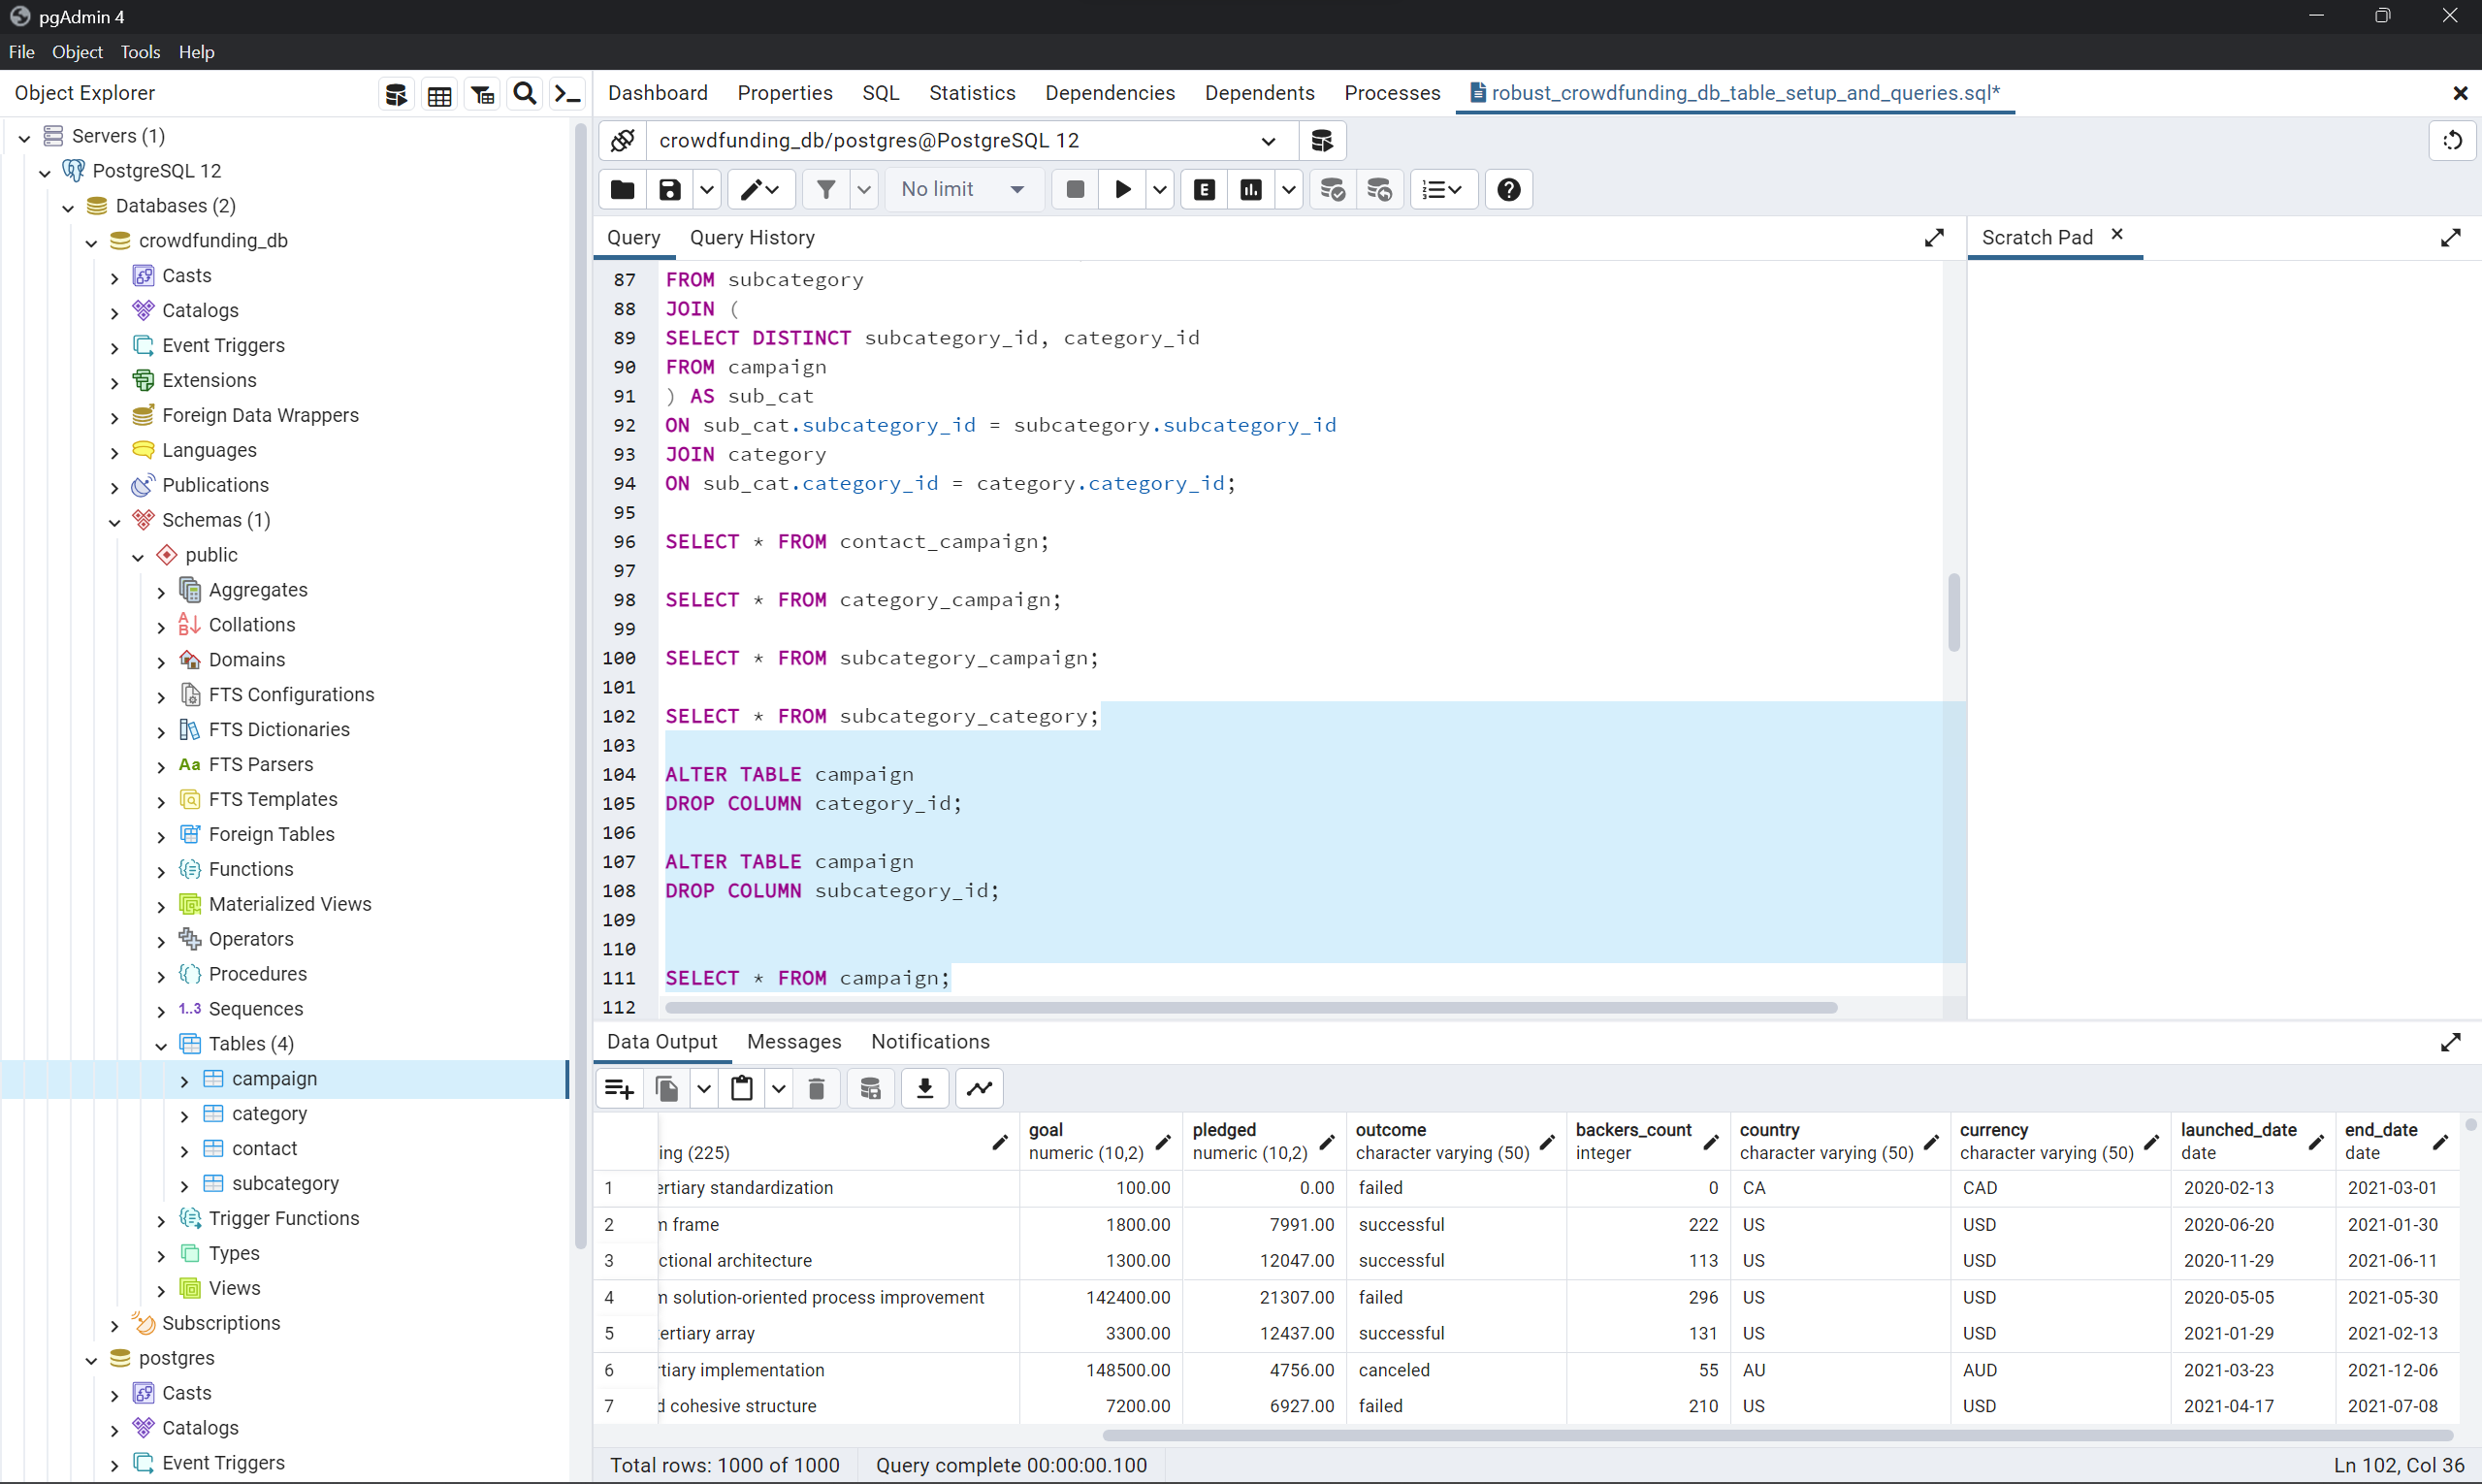 pgAdmin 4
File Object Tools Help
Object Explorer
Servers (1)
PostgreSQL 12
Databases (2)
crowdfunding_db
Casts
Catalogs
Event Triggers
Extensions
Foreign Data Wrappers
Languages
Publications
Schemas (1)
public
Aggregates
Collations
Domains
FTS Configurations
FTS Dictionaries
Aa FTS Parsers
FTS Templates
Foreign Tables
Functions
Materialized Views
Operators
Procedures
1..3 Sequences
Tables (4)
campaign
category
contact
subcategory
Trigger Functions
Types
Views
Subscriptions
postgres
Casts
Catalogs
Event Triggers
Dashboard Properties SQL Statistics Dependencies Dependents Processes robust_crowdfunding_db_table_setup_and_queries.sql*
crowdfunding_db/postgres@PostgreSQL 12
No limit E
Query Query History
Scratch Pad
87 FROM subcategory
88 JOIN (
89 SELECT DISTINCT subcategory_id, category_id
90 FROM campaign
91 ) AS sub_cat
92 ON sub_cat.subcategory_id = subcategory.subcategory_id
93 JOIN category
94 ON sub_cat.category_id = category.category_id;
95
96 SELECT * FROM contact_campaign;
97
98 SELECT * FROM category_campaign;
99
100 SELECT * FROM subcategory_campaign;
101
102 SELECT * FROM subcategory_category;
103
104 ALTER TABLE campaign
105 DROP COLUMN category_id;
106
107 ALTER TABLE campaign
108 DROP COLUMN subcategory_id;
109
110
111 SELECT * FROM campaign;
112
Data Output Messages Notifications
goal pledged outcome backers_count country currency launched_date end_date
ing (225) numeric (10,2) numeric (10,2) character varying (50) integer character varying (50) character varying (50) date date
1 ertiary standardization 100.00 0.00 failed 0 CA CAD 2020-02-13 2021-03-01
2 n frame 1800.00 7991.00 successful 222 US USD 2020-06-20 2021-01-30
3 ctional architecture 1300.00 12047.00 successful 113 US USD 2020-11-29 2021-06-11
4 n solution-oriented process improvement 142400.00 21307.00 failed 296 US USD 2020-05-05 2021-05-30
5 ertiary array 3300.00 12437.00 successful 131 US USD 2021-01-29 2021-02-13
6 rtiary implementation 148500.00 4756.00 canceled 55 AU AUD 2021-03-23 2021-12-06
7 d cohesive structure 7200.00 6927.00 failed 210 US USD 2021-04-17 2021-07-08
Total rows: 1000 of 1000 Query complete 00:00:00.100 Ln 102, Col 36